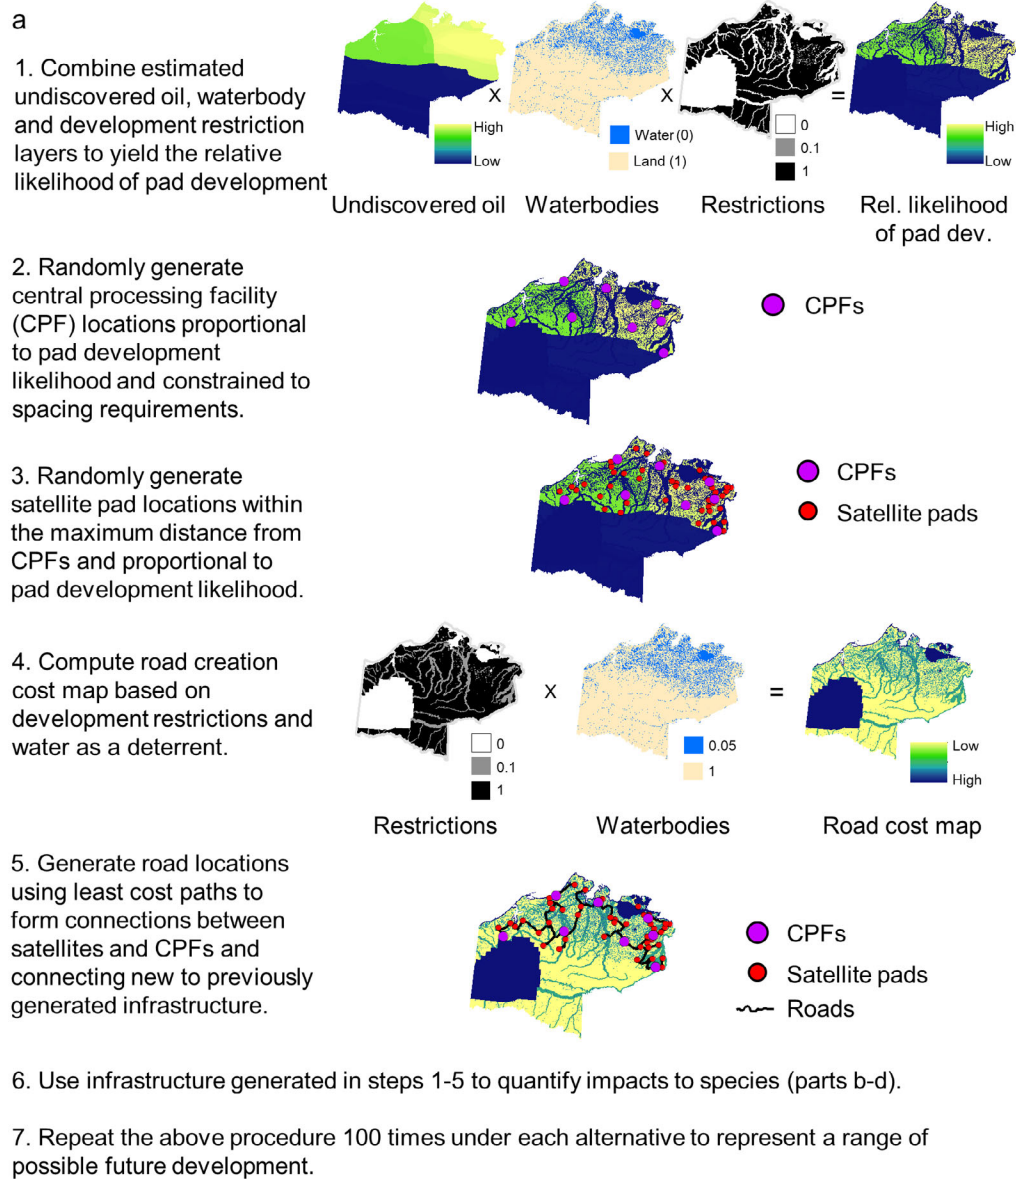 a
1. Combine estimated
undiscovered oil, waterbody
and development restriction
layers to yield the relative
likelihood of pad development
High
Low
X
Water (0)
Land (1)
X
0
0.1
1
=
High
Low
Undiscovered oil
Waterbodies
Restrictions
Rel. likelihood
of pad dev.
2. Randomly generate
central processing facility
(CPF) locations proportional
to pad development
likelihood and constrained to
spacing requirements.
CPFs
3. Randomly generate
satellite pad locations within
the maximum distance from
CPFs and proportional to
pad development likelihood.
CPFs
Satellite pads
4. Compute road creation
cost map based on
development restrictions and
water as a deterrent.
0
0.1
1
X
0.05
1
=
Low
High
Restrictions
Waterbodies
Road cost map
5. Generate road locations
using least cost paths to
form connections between
satellites and CPFs and
connecting new to previously
generated infrastructure.
CPFs
Satellite pads
Roads
6. Use infrastructure generated in steps 1-5 to quantify impacts to species (parts b-d).
7. Repeat the above procedure 100 times under each alternative to represent a range of
possible future development.